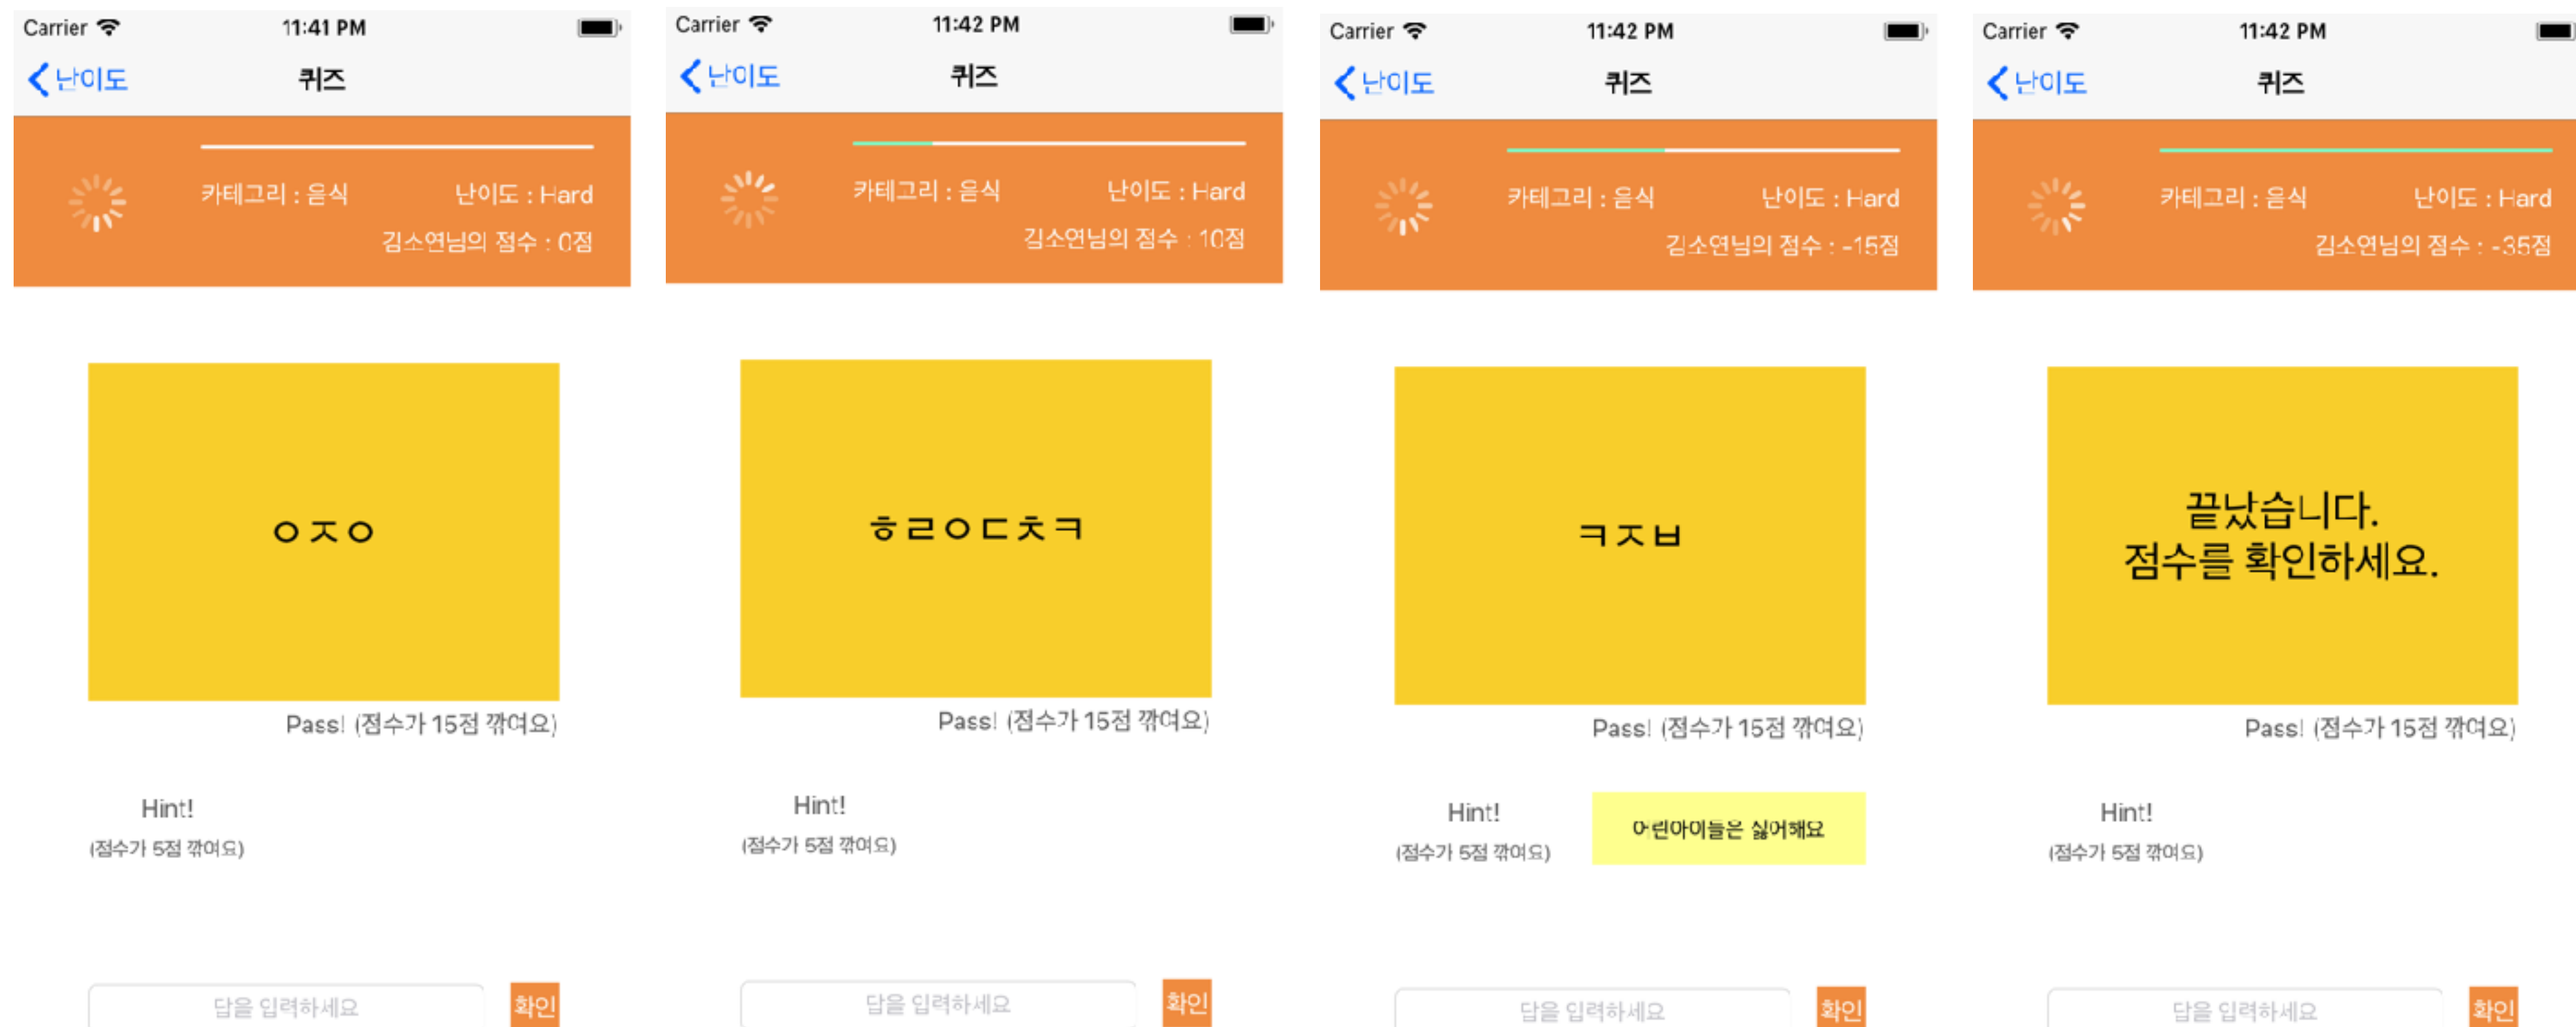 Carrier 11:41 PM
난이도 퀴즈
카테고리 : 음식 난이도 : Hard
김소연님의 점수 : 0점
ㅇㅈㅇ
Pass! (점수가 15점 깎여요)
Hint!
(점수가 5점 깎여요)
답을 입력하세요 확인
Carrier 11:42 PM
난이도 퀴즈
카테고리 : 음식 난이도 : Hard
김소연님의 점수 : 10점
ㅎㄹㅇㄷㅊㅋ
Pass! (점수가 15점 깎여요)
Hint!
(점수가 5점 깎여요)
답을 입력하세요 확인
Carrier 11:42 PM
난이도 퀴즈
카테고리 : 음식 난이도 : Hard
김소연님의 점수 : -15점
ㅋㅈㅂ
Pass! (점수가 15점 깎여요)
Hint! 어린아이들은 싫어해요
(점수가 5점 깎여요)
답을 입력하세요 확인
Carrier 11:42 PM
난이도 퀴즈
카테고리 : 음식 난이도 : Hard
김소연님의 점수 : -35점
끝났습니다.
점수를 확인하세요.
Pass! (점수가 15점 깎여요)
Hint!
(점수가 5점 깎여요)
답을 입력하세요 확인